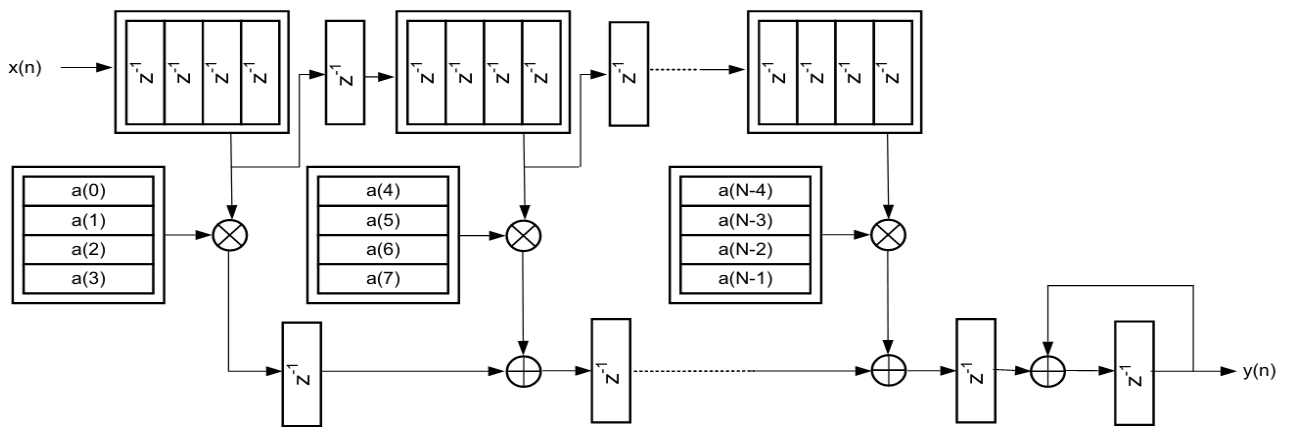 x(n)
z-1 z-1 z-1 z-1
z-1
z-1 z-1 z-1 z-1
z-1
z-1 z-1 z-1 z-1
a(0)
a(1)
a(2)
a(3)
a(4)
a(5)
a(6)
a(7)
a(N-4)
a(N-3)
a(N-2)
a(N-1)
z-1
z-1
z-1
z-1
y(n)